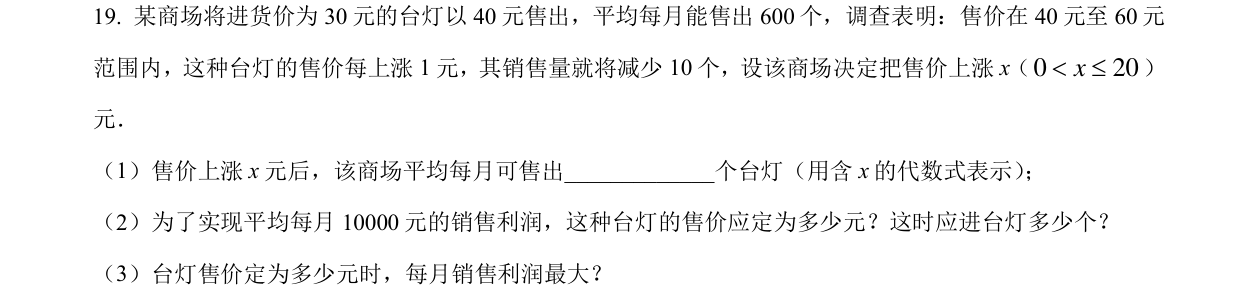 19. 某商场将进货价为 30 元的台灯以 40 元售出，平均每月能售出 600 个，调查表明：售价在 40 元至 60 元
范围内，这种台灯的售价每上涨 1 元，其销售量就将减少 10 个，设该商场决定把售价上涨 x（0 < x ≤ 20）
元．
（1）售价上涨 x 元后，该商场平均每月可售出____________个台灯（用含 x 的代数式表示）；
（2）为了实现平均每月 10000 元的销售利润，这种台灯的售价应定为多少元？这时应进台灯多少个？
（3）台灯售价定为多少元时，每月销售利润最大？